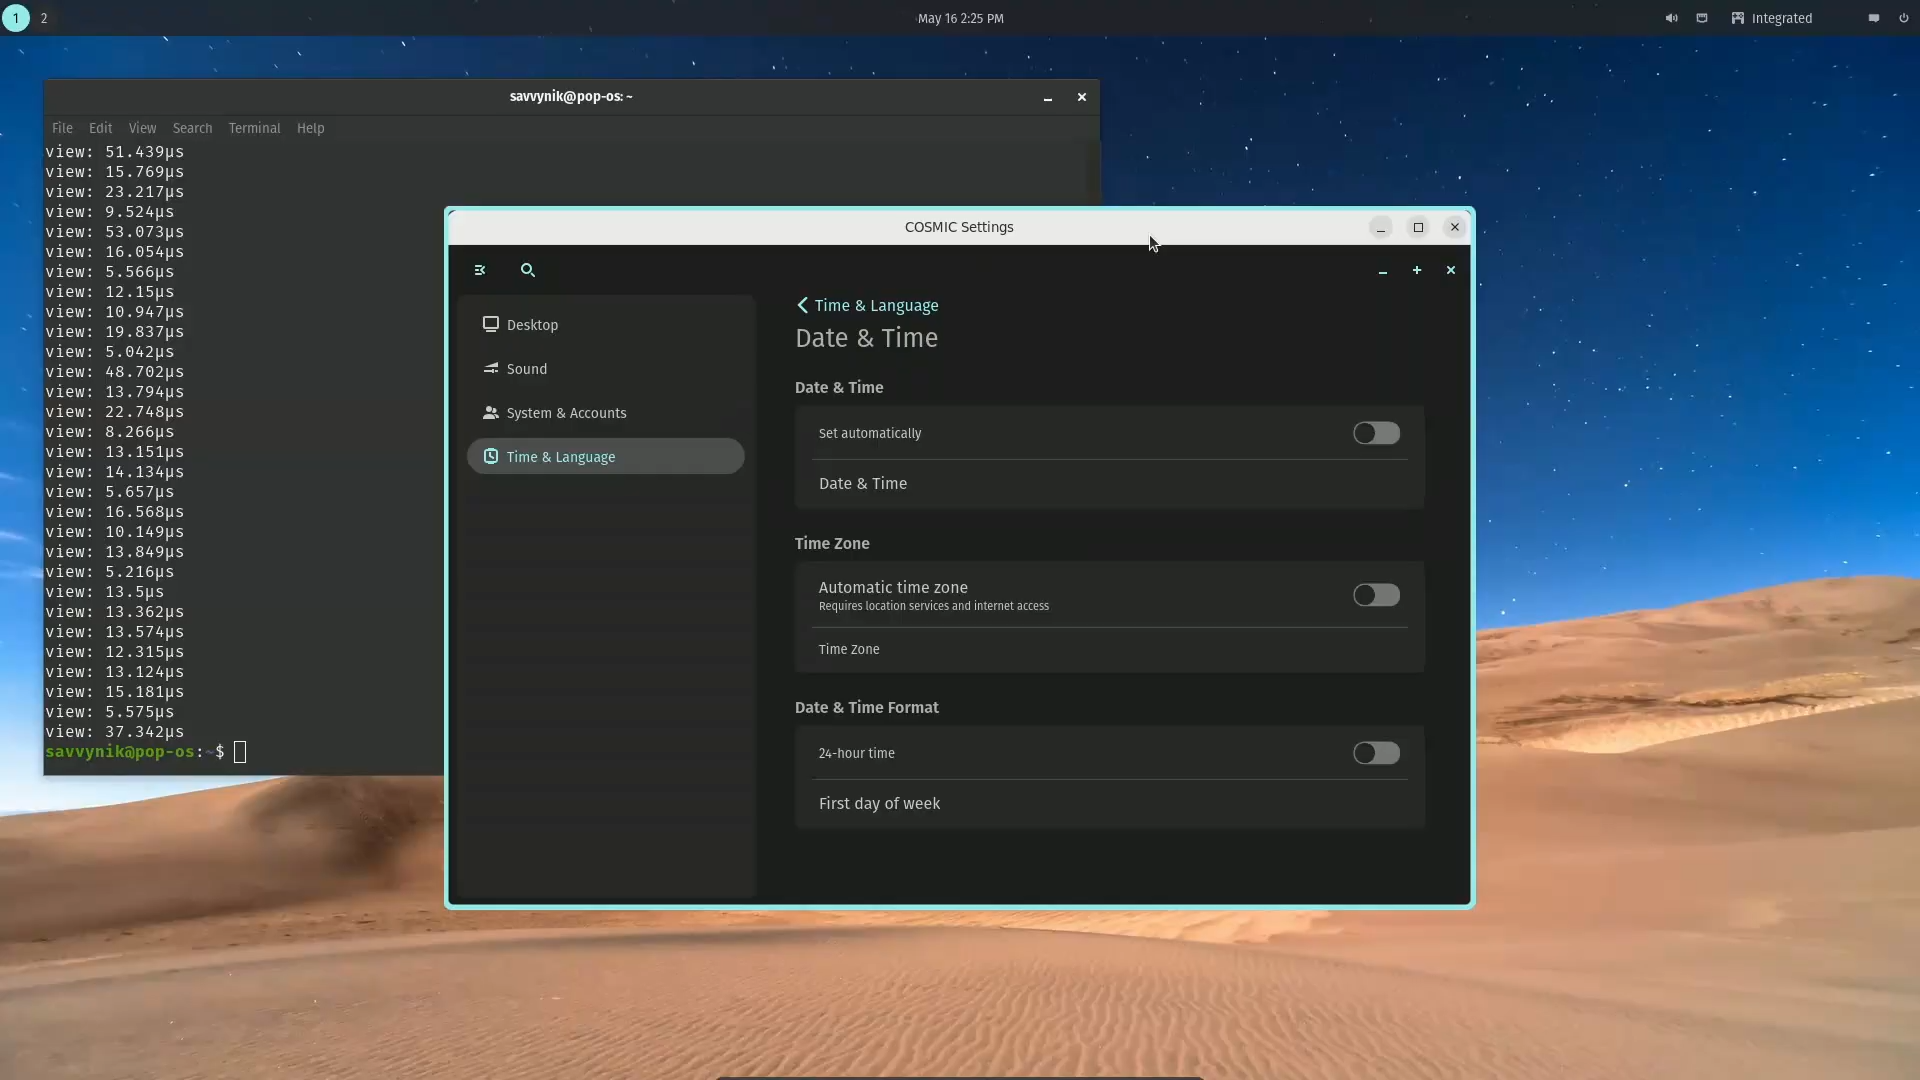 1 2 May 16 2:25 PM Integrated
savvynik@pop-os: ~
File Edit View Search Terminal Help
view: 51.439µs
view: 15.769µs
view: 23.217µs
view: 9.524µs
view: 53.073µs
view: 16.054µs
view: 5.566µs
view: 12.15µs
view: 10.947µs
view: 19.837µs
view: 5.042µs
view: 48.702µs
view: 13.794µs
view: 22.748µs
view: 8.266µs
view: 13.151µs
view: 14.134µs
view: 5.657µs
view: 16.568µs
view: 10.149µs
view: 13.849µs
view: 5.216µs
view: 13.5µs
view: 13.362µs
view: 13.574µs
view: 12.315µs
view: 13.124µs
view: 15.181µs
view: 5.575µs
view: 37.342µs
savvynik@pop-os:~$
COSMIC Settings
Desktop
Sound
System & Accounts
Time & Language
Time & Language
Date & Time
Date & Time
Set automatically
Date & Time
Time Zone
Automatic time zone
Requires location services and internet access
Time Zone
Date & Time Format
24-hour time
First day of week